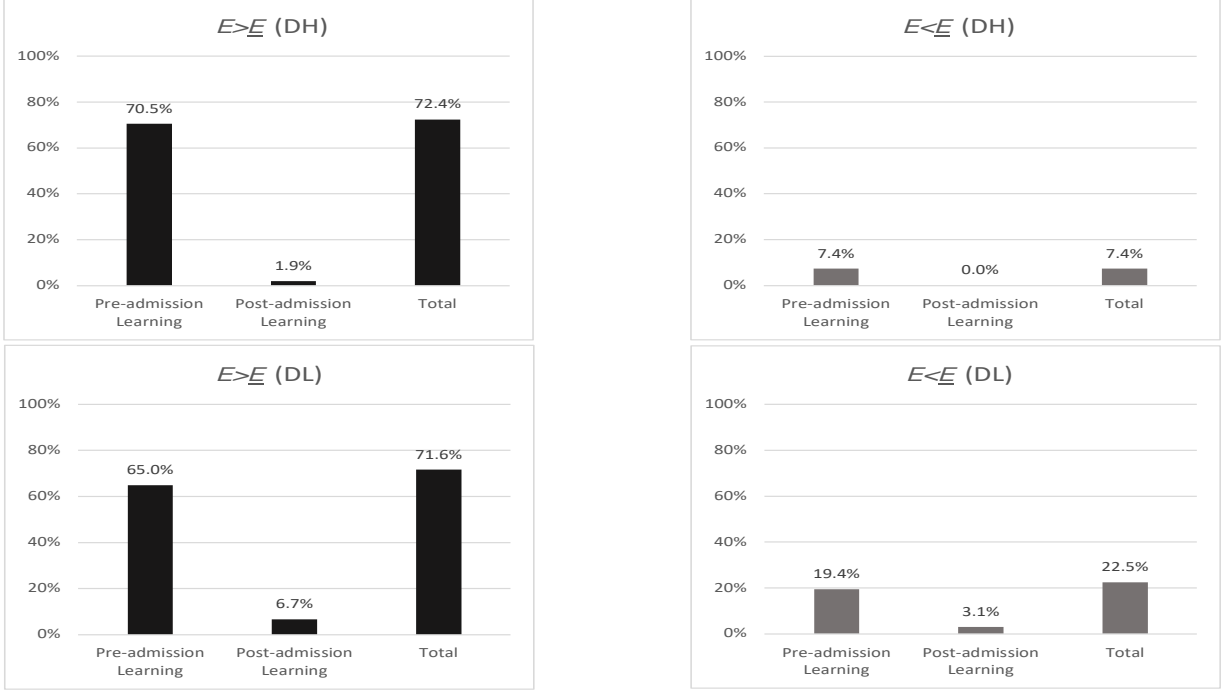 E>E (DH)
100%
80%
60%
40%
20%
0%
70.5%
1.9%
72.4%
Pre-admission
Learning
Post-admission
Learning
Total
E<E (DH)
100%
80%
60%
40%
20%
0%
7.4%
0.0%
7.4%
Pre-admission
Learning
Post-admission
Learning
Total
E>E (DL)
100%
80%
60%
40%
20%
0%
65.0%
6.7%
71.6%
Pre-admission
Learning
Post-admission
Learning
Total
E<E (DL)
100%
80%
60%
40%
20%
0%
19.4%
3.1%
22.5%
Pre-admission
Learning
Post-admission
Learning
Total